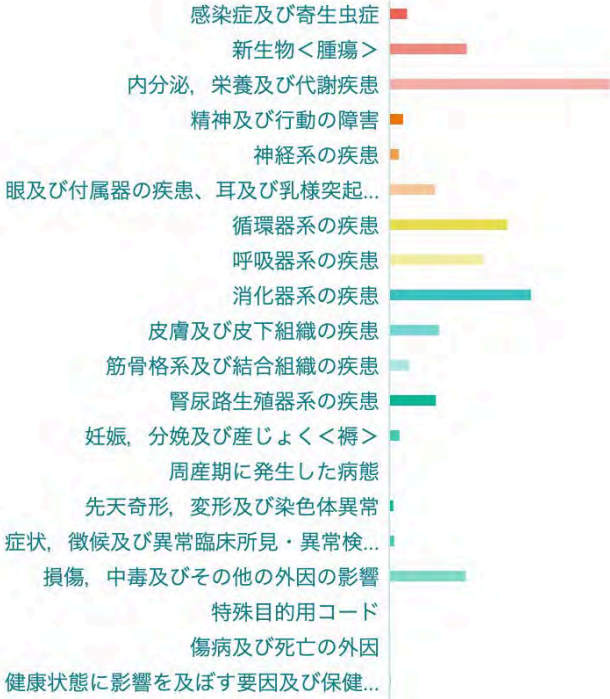 感染症及び寄生虫症
新生物＜腫瘍＞
内分泌，栄養及び代謝疾患
精神及び行動の障害
神経系の疾患
眼及び付属器の疾患、耳及び乳様突起...
循環器系の疾患
呼吸器系の疾患
消化器系の疾患
皮膚及び皮下組織の疾患
筋骨格系及び結合組織の疾患
腎尿路生殖器系の疾患
妊娠，分娩及び産じょく＜褥＞
周産期に発生した病態
先天奇形，変形及び染色体異常
症状，徴候及び異常臨床所見・異常検...
損傷，中毒及びその他の外因の影響
特殊目的用コード
傷病及び死亡の外因
健康状態に影響を及ぼす要因及び保健...